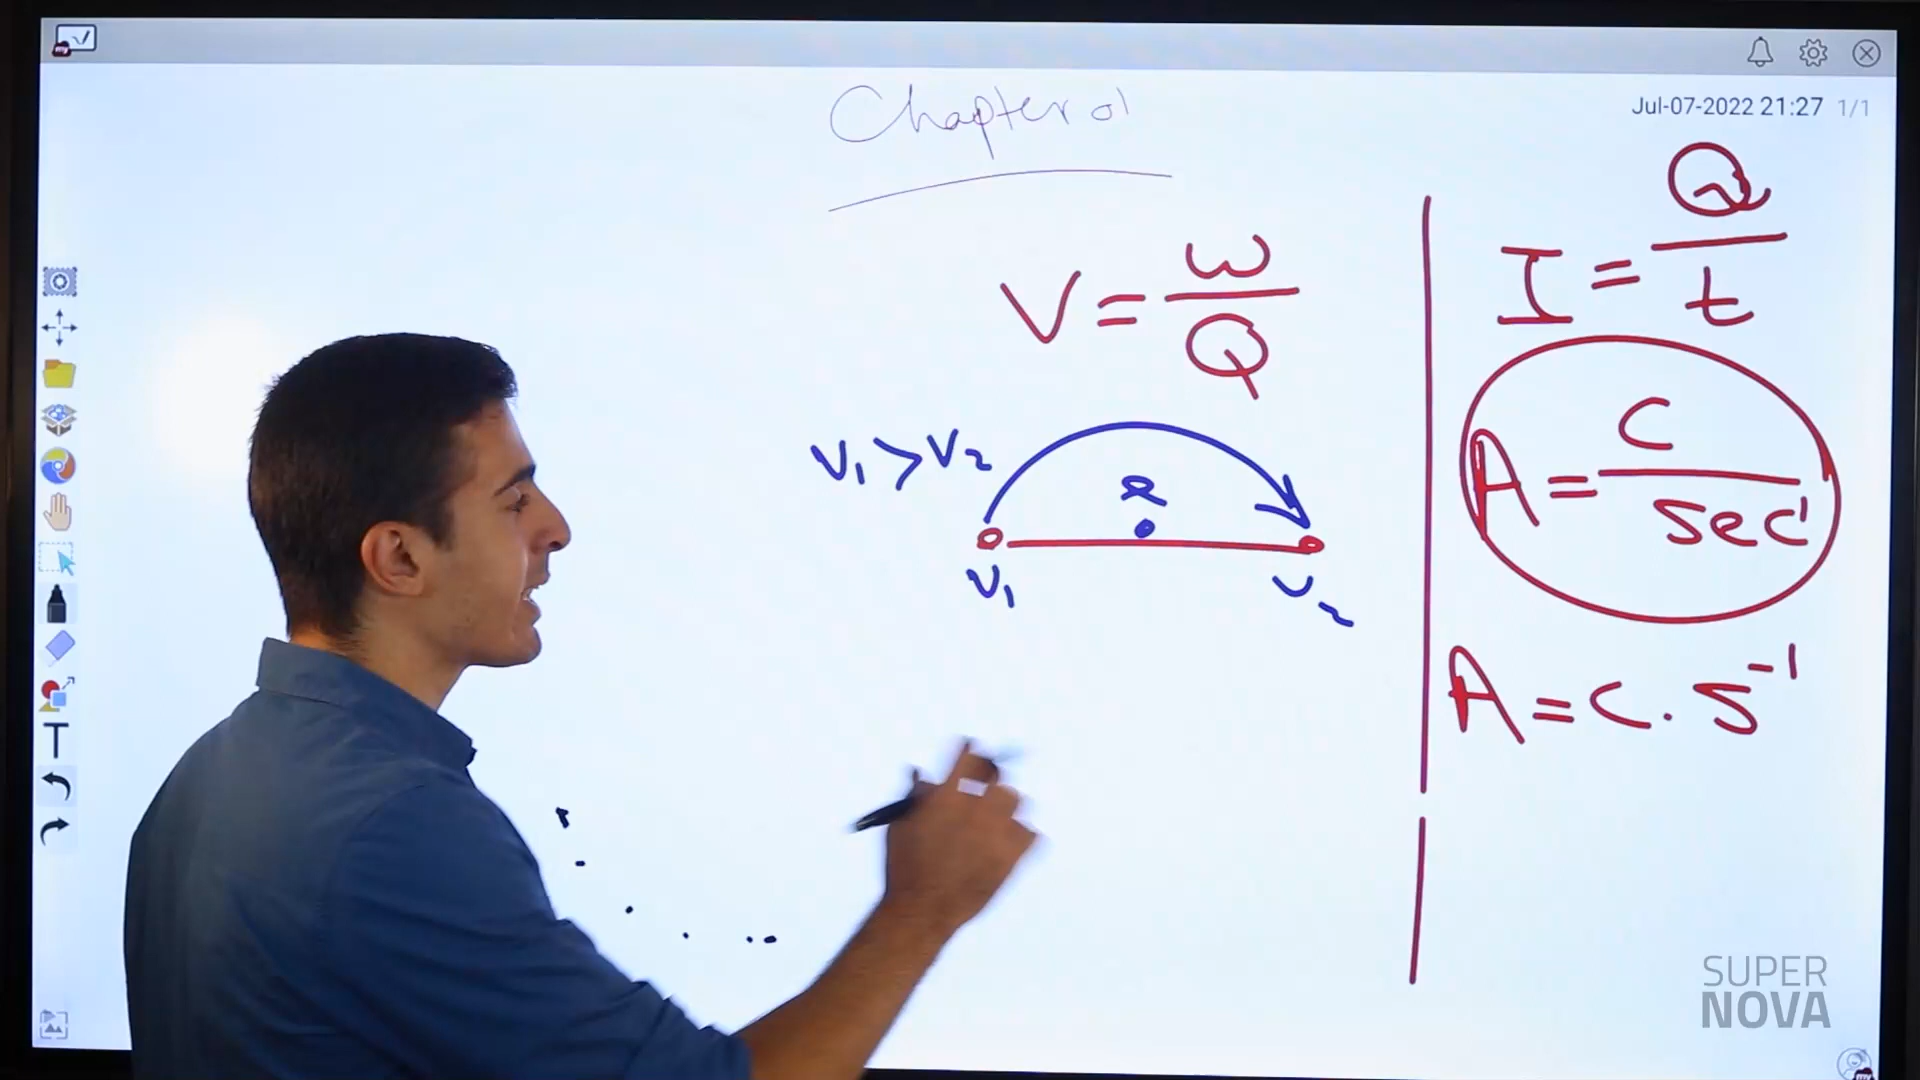 Jul-07-2022 21:27 1/1
Chapter 01
V = W/Q
V₁ > V₂
e
V₁
V₂
I = Q/t
A = C/sec
A = C . S⁻¹
T
SUPER
NOVA